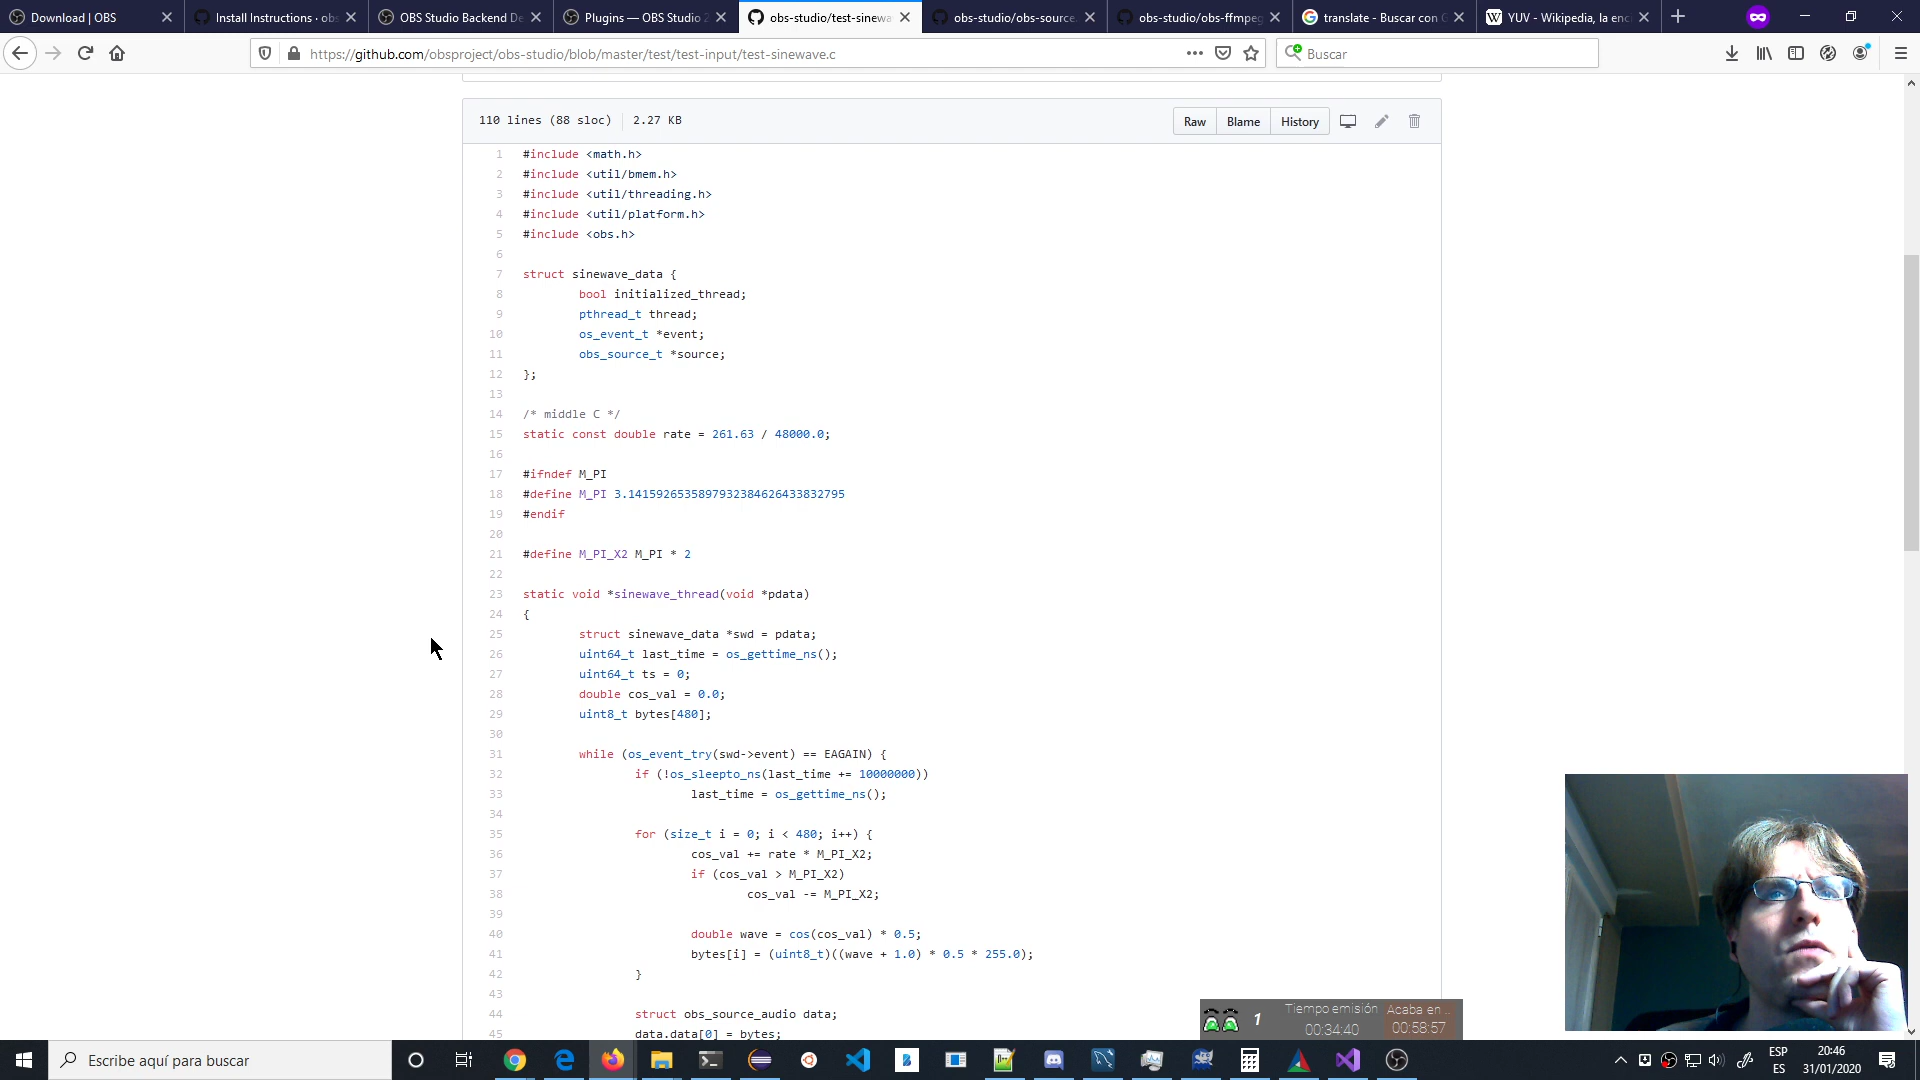 Download | OBS
Install Instructions · obs
OBS Studio Backend De
Plugins — OBS Studio 2
obs-studio/test-sinewa
obs-studio/obs-source.
obs-studio/obs-ffmpeg
translate - Buscar con G
YUV - Wikipedia, la enc
https://github.com/obsproject/obs-studio/blob/master/test/test-input/test-sinewave.c
Buscar
110 lines (88 sloc) 2.27 KB
Raw Blame History
1 #include <math.h>
2 #include <util/bmem.h>
3 #include <util/threading.h>
4 #include <util/platform.h>
5 #include <obs.h>
6
7 struct sinewave_data {
8 bool initialized_thread;
9 pthread_t thread;
10 os_event_t *event;
11 obs_source_t *source;
12 };
13
14 /* middle C */
15 static const double rate = 261.63 / 48000.0;
16
17 #ifndef M_PI
18 #define M_PI 3.1415926535897932384626433832795
19 #endif
20
21 #define M_PI_X2 M_PI * 2
22
23 static void *sinewave_thread(void *pdata)
24 {
25 struct sinewave_data *swd = pdata;
26 uint64_t last_time = os_gettime_ns();
27 uint64_t ts = 0;
28 double cos_val = 0.0;
29 uint8_t bytes[480];
30
31 while (os_event_try(swd->event) == EAGAIN) {
32 if (!os_sleepto_ns(last_time += 10000000))
33 last_time = os_gettime_ns();
34
35 for (size_t i = 0; i < 480; i++) {
36 cos_val += rate * M_PI_X2;
37 if (cos_val > M_PI_X2)
38 cos_val -= M_PI_X2;
39
40 double wave = cos(cos_val) * 0.5;
41 bytes[i] = (uint8_t)((wave + 1.0) * 0.5 * 255.0);
42 }
43
44 struct obs_source_audio data;
45 data.data[0] = bytes;
1
Tiempo emisión
00:34:40
Acaba en ..
00:58:57
Escribe aquí para buscar
ESP
ES
20:46
31/01/2020